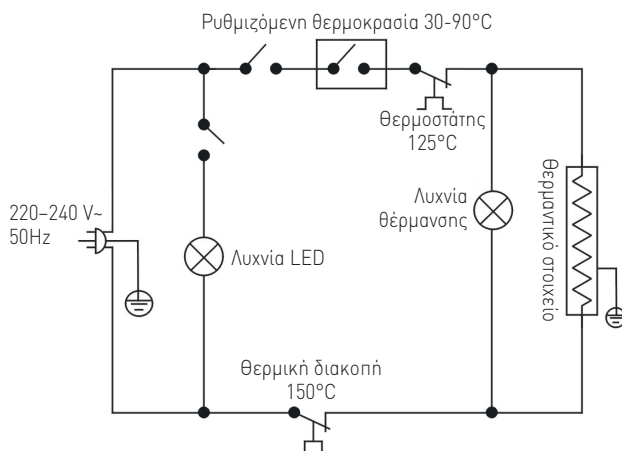 Ρυθμιζόμενη θερμοκρασία 30-90°C
Θερμοστάτης
125°C
Θερμαντικό στοιχείο
Λυχνία
θέρμανσης
220–240 V~
50Hz
Λυχνία LED
Θερμική διακοπή
150°C